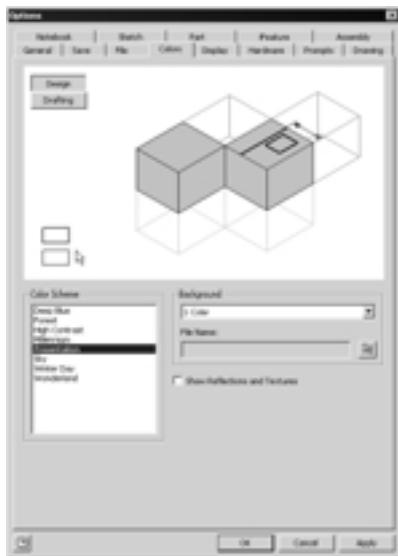 Options
Notebook Sketch Part iFeature Assembly
General Save File Colors Display Hardware Prompts Drawing
Design
Drafting
Color Scheme
Deep Blue
Forest
High Contrast
Millennium
Presentation
Sky
Winter Day
Wonderland
Background
1 Color
File Name:
Show Reflections and Textures
OK Cancel Apply